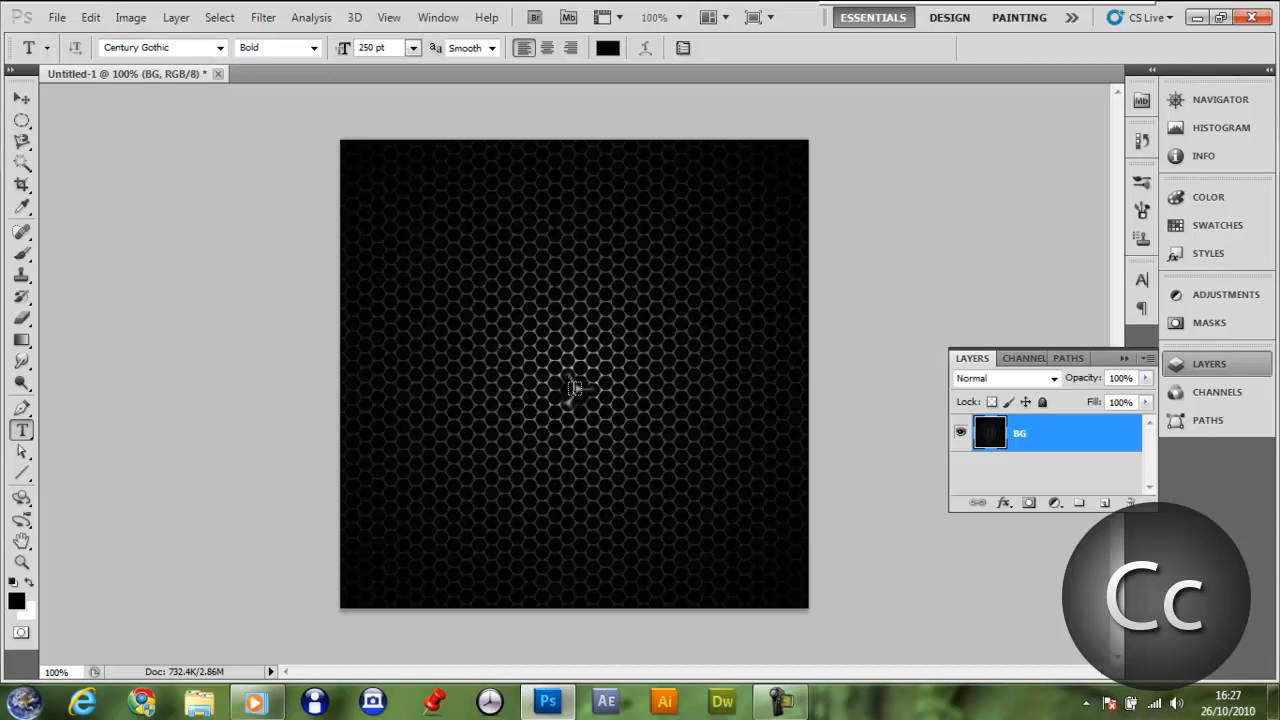 Ps File Edit Image Layer Select Filter Analysis 3D View Window Help Br Mb 100% ESSENTIALS DESIGN PAINTING CS Live
T Century Gothic Bold T 250 pt aa Smooth
Untitled-1 @ 100% (BG, RGB/8) *
Mb
NAVIGATOR
HISTOGRAM
INFO
COLOR
SWATCHES
STYLES
ADJUSTMENTS
MASKS
LAYERS
CHANNELS
PATHS
LAYERS CHANNEL PATHS
Normal Opacity: 100%
Lock: Fill: 100%
BG
Cc
100% Doc: 732.4K/2.86M
Ps AE Ai Dw
16:27
26/10/2010